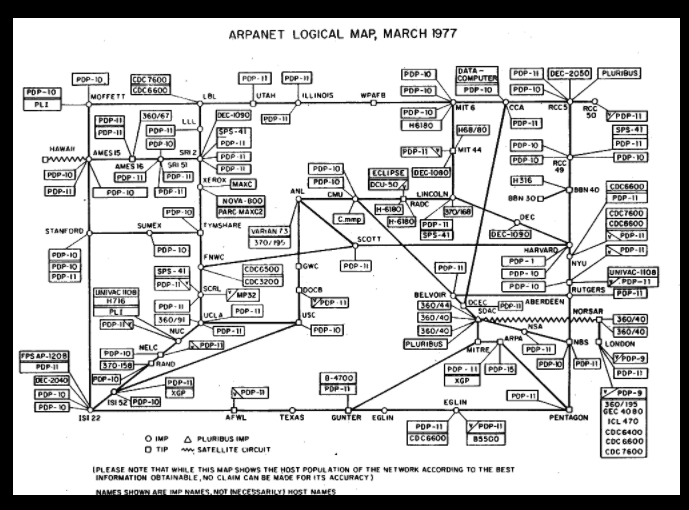 ARPANET LOGICAL MAP, MARCH 1977
PDP-10
PDP-10
PLI
MOFFETT
CDC7600
CDC6600
LBL
PDP-11
UTAH
PDP-11
ILLINOIS
PDP-11
WPAFB
PDP-10
PDP-10
PDP-10
H6180
MIT 6
DATA-
COMPUTER
PDP-10
CCA
PDP-11
PDP-11
PDP-10
DEC-2050
RCC 5
PLURIBUS
RCC
50
PDP-11
SPS-41
PDP-11
PDP-11
PDP-10
PDP-10
RCC
49
LLL
PDP-11
PDP-11
360/67
PDP-11
PDP-10
DEC-1090
SPS-41
PDP-11
PDP-11
PDP-11
HAWAII
AMES15
AMES16
SRI 51
SRI 2
PDP-10
PDP-11
PDP-10
PDP-11
XEROX
MAXC
NOVA-800
PARC MAXC2
H68/80
PDP-11
MIT 44
DEC-1080
ECLIPSE
DCU-50
PDP-10
PDP-10
ANL
CMU
C.mmp
H-6180
RADC
H-6180
LINCOLN
370/168
PDP-11
SPS-41
H316
BBN 30
BBN 40
CDC6600
PDP-11
CDC7600
CDC6600
PDP-11
PDP-11
DEC
DEC-1090
STANFORD
PDP-10
PDP-10
PDP-11
SUMEX
PDP-10
PDP-10
TYMSHARE
VARIAN 73
370/195
SCOTT
PDP-11
HARVARD
PDP-1
PDP-10
PDP-10
NYU
FNWC
CDC6500
CDC3200
GWC
SPS-41
PDP-11
SCRL
MP32
DOCB
PDP-11
UNIVAC-1108
PDP-11
PDP-11
RUTGERS
UNIVAC 1108
H716
PLI
PDP-11
360/91
UCLA
PDP-11
USC
PDP-10
PDP-11
BELVOIR
360/44
360/40
360/40
PLURIBUS
DCEC
PDP-11
ABERDEEN
SDAC
NORSAR
360/40
360/40
NUC
PDP-11
NELC
PDP-10
370-158
RAND
NSA
PDP-11
NBS
PDP-11
LONDON
PDP-9
PDP-11
MITRE
ARPA
PDP-11
XGP
PDP-15
PDP-10
FPS AP-120B
PDP-11
DEC-2040
PDP-10
PDP-10
PDP-10
PDP-11
XGP
ISI 52
PDP-10
ISI 22
PDP-11
AFWL
TEXAS
B-4700
PDP-11
GUNTER
EGLIN
EGLIN
PDP-11
CDC6600
PDP-11
B5500
PDP-11
PENTAGON
PDP-9
360/195
GEC 4080
ICL 470
CDC6400
CDC 6600
CDC 7600
IMP
PLURIBUS IMP
TIP
SATELLITE CIRCUIT
(PLEASE NOTE THAT WHILE THIS MAP SHOWS THE HOST POPULATION OF THE NETWORK ACCORDING TO THE BEST
INFORMATION OBTAINABLE, NO CLAIM CAN BE MADE FOR ITS ACCURACY)
NAMES SHOWN ARE IMP NAMES, NOT (NECESSARILY) HOST NAMES